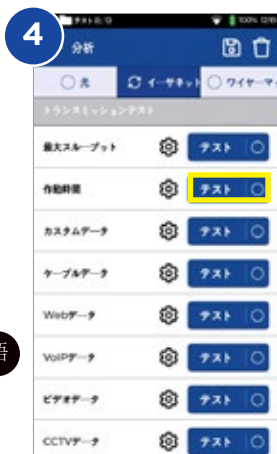 4
100% 12:10
分析
光
イーサネット
ワイヤーマッ
トランスミッションテスト
最大スループット
テスト
作動時間
テスト
カスタムデータ
テスト
ケーブルデータ
テスト
Webデータ
テスト
語
VoIPデータ
テスト
ビデオデータ
テスト
CCTVデータ
テスト